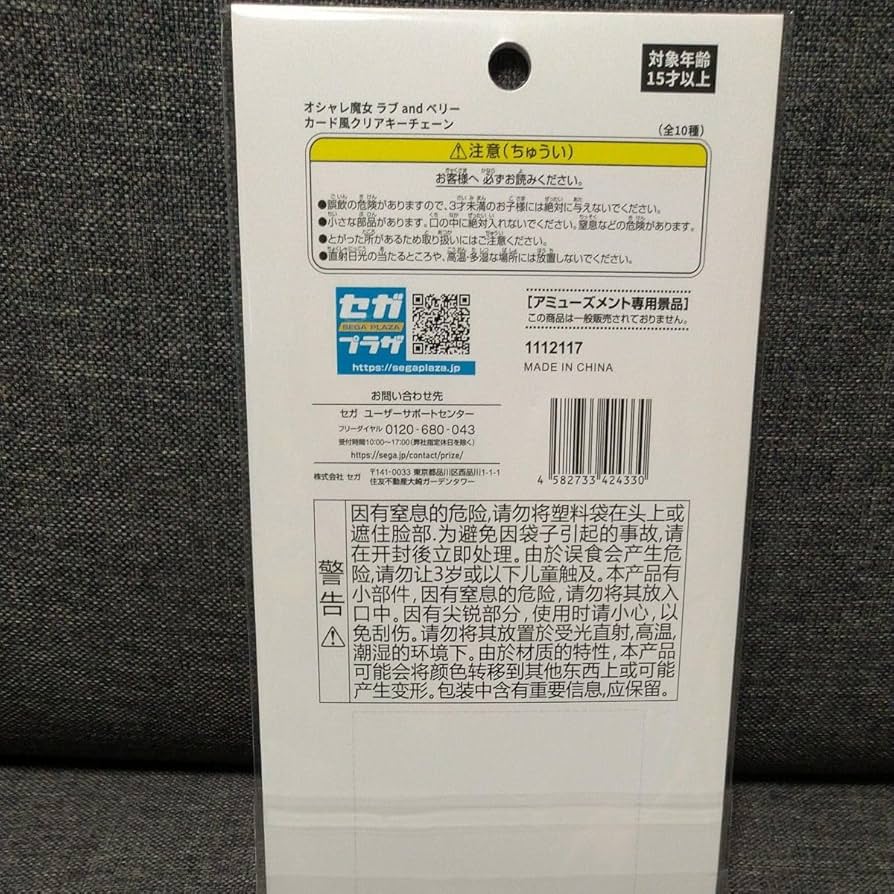 対象年齢
15才以上
オシャレ魔女 ラブ and ベリー
カード風クリアキーチェーン
(全10種)
⚠注意(ちゅうい)
お客様へ 必ずお読みください。
●誤飲の危険がありますので、3才未満のお子様には絶対に与えないでください。
●小さな部品があります。口の中に絶対入れないでください。窒息などの危険があります。
●とがった所があるため取り扱いにはご注意ください。
●直射日光の当たるところや、高温・多湿な場所には放置しないでください。
セガ
SEGA PLAZA
プラザ
https://segaplaza.jp
[アミューズメント専用景品]
この商品は一般販売されておりません。
1112117
MADE IN CHINA
お問い合わせ先
セガ ユーザーサポートセンター
フリーダイヤル 0120-680-043
受付時間10:00〜17:00(弊社指定休日を除く)
https://sega.jp/contact/prize/
株式会社 セガ 〒141-0033 東京都品川区西品川1-1-1
住友不動産大崎ガーデンタワー
4 582733 424330
警告⚠
因有窒息的危险,请勿将塑料袋在头上或
遮住脸部.为避免因袋子引起的事故,请
在开封後立即处理。由於误食会产生危
险,请勿让3岁或以下儿童触及。本产品有
小部件,因有窒息的危险,请勿将其放入
口中。因有尖锐部分,使用时请小心,以
免刮伤。请勿将其放置於受光直射,高温,
潮湿的环境下。由於材质的特性,本产品
可能会将颜色转移到其他东西上或可能
产生变形。包装中含有重要信息,应保留。